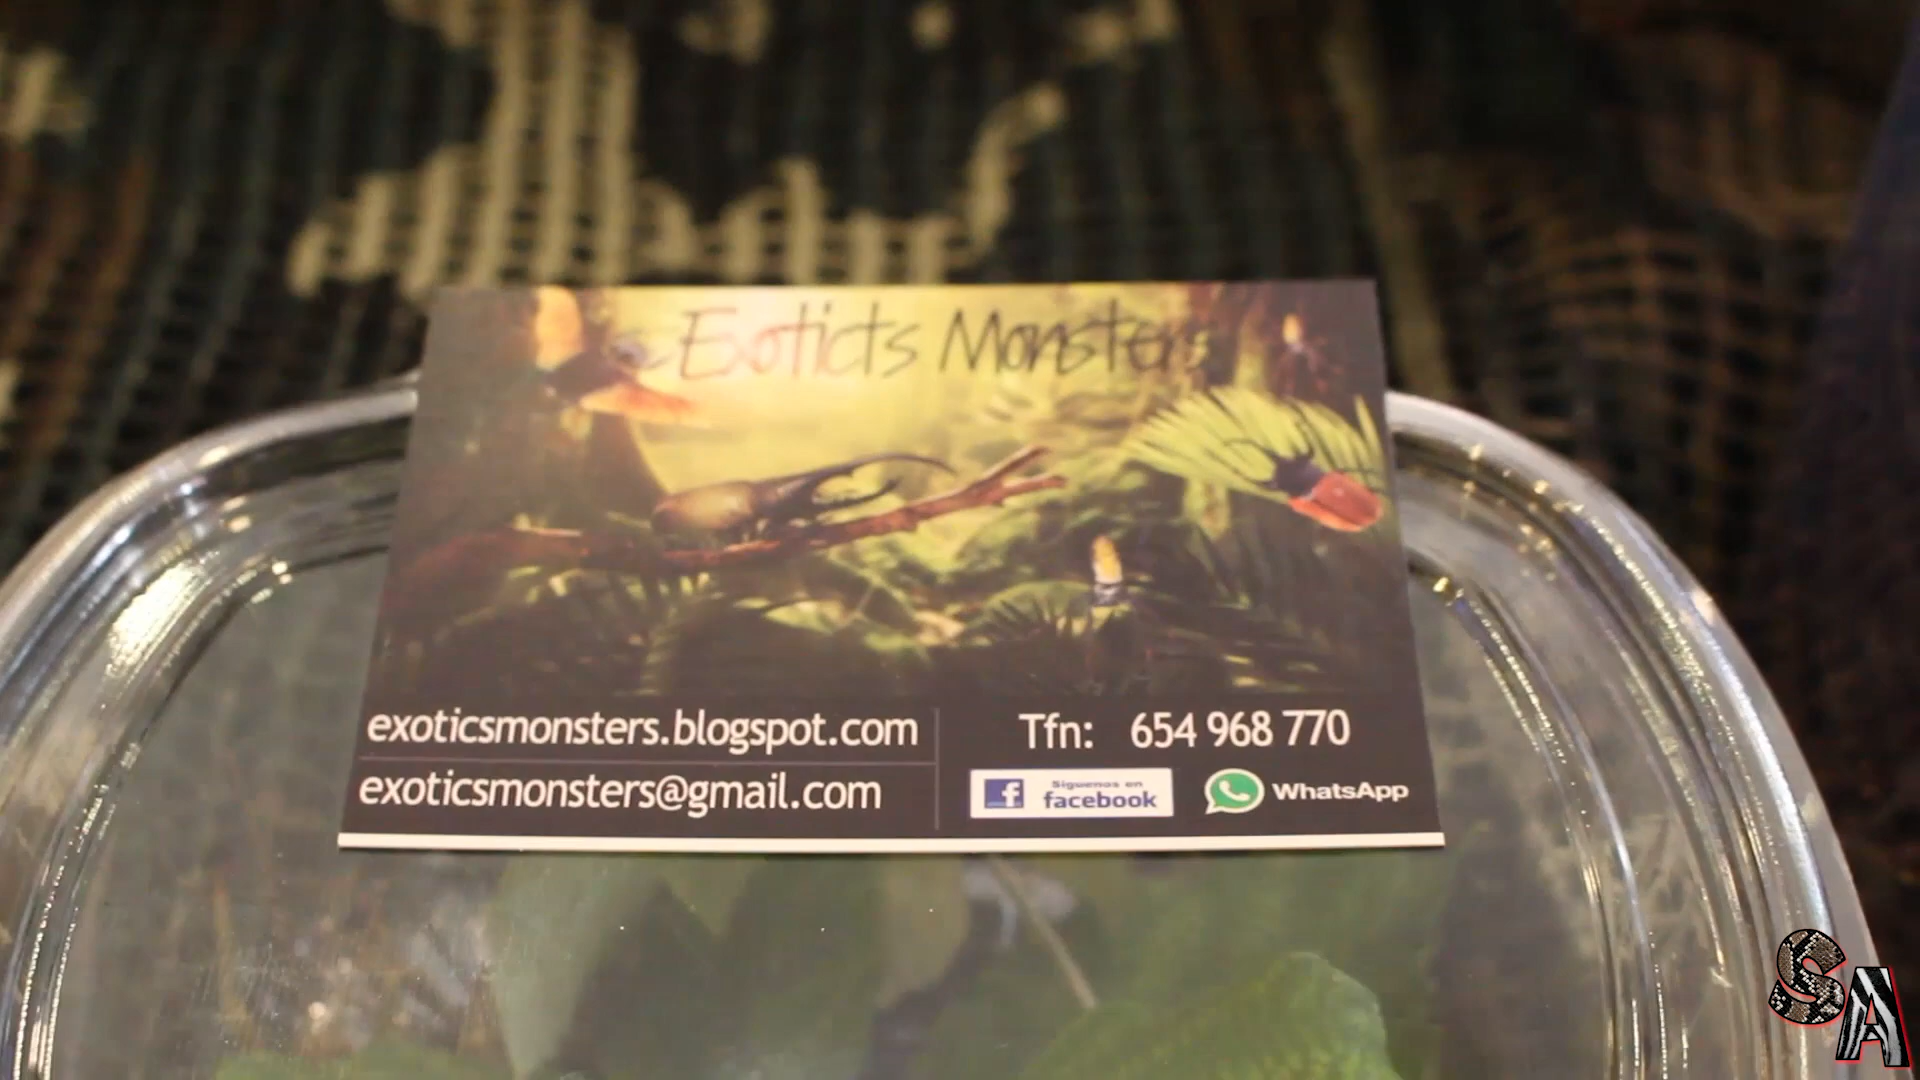 Exoticts Monsters
exoticsmonsters.blogspot.com
Tfn: 654 968 770
exoticsmonsters@gmail.com
Síguenos en
facebook
WhatsApp
SA